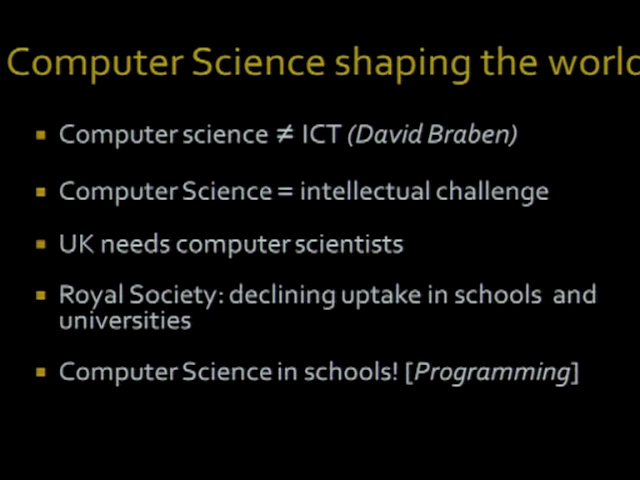 Computer Science shaping the world
▪ Computer science ≠ ICT (David Braben)
▪ Computer Science = intellectual challenge
▪ UK needs computer scientists
▪ Royal Society: declining uptake in schools and
universities
▪ Computer Science in schools! [Programming]